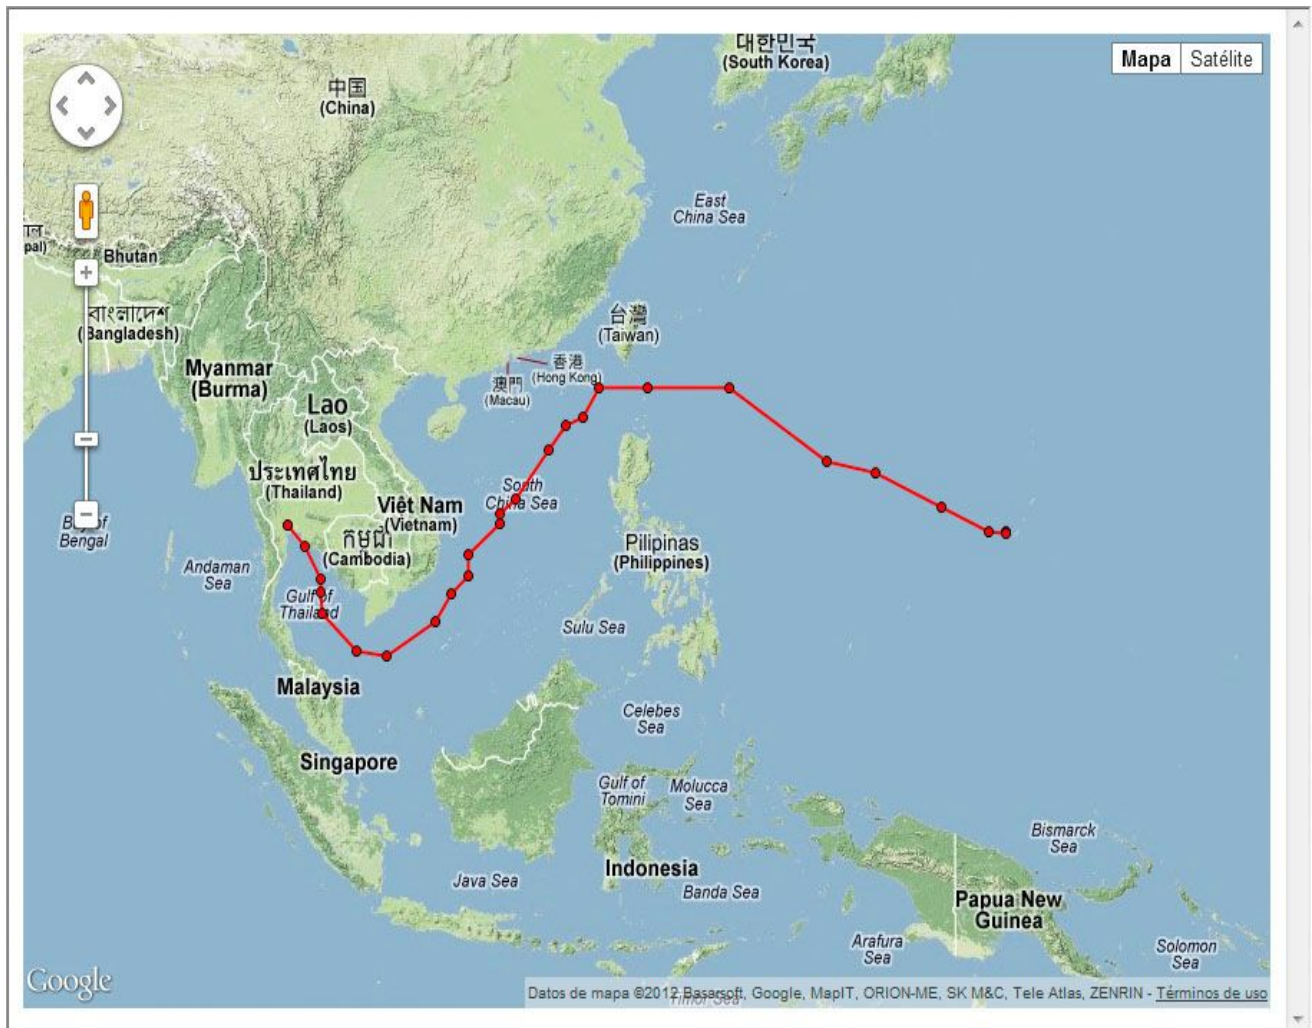 대한민국
(South Korea)
Mapa
Satélite
中国
(China)
East
China Sea
pal)
Bhutan
বাংলাদেশ
(Bangladesh)
台灣
(Taiwan)
Myanmar
(Burma)
香港
(Hong Kong)
澳門
(Macau)
Lao
(Laos)
ประเทศไทย
(Thailand)
South
China Sea
Việt Nam
(Vietnam)
Bay of
Bengal
កម្ពុជា
(Cambodia)
Pilipinas
(Philippines)
Andaman
Sea
Gulf of
Thailand
Sulu Sea
Malaysia
Celebes
Sea
Singapore
Gulf of
Tomini
Molucca
Sea
Bismarck
Sea
Indonesia
Java Sea
Banda Sea
Papua New
Guinea
Arafura
Sea
Solomon
Sea
Google
Datos de mapa ©2012 Basarsoft, Google, MapIT, ORION-ME, SK M&C, Tele Atlas, ZENRIN - Términos de uso
Timor Sea